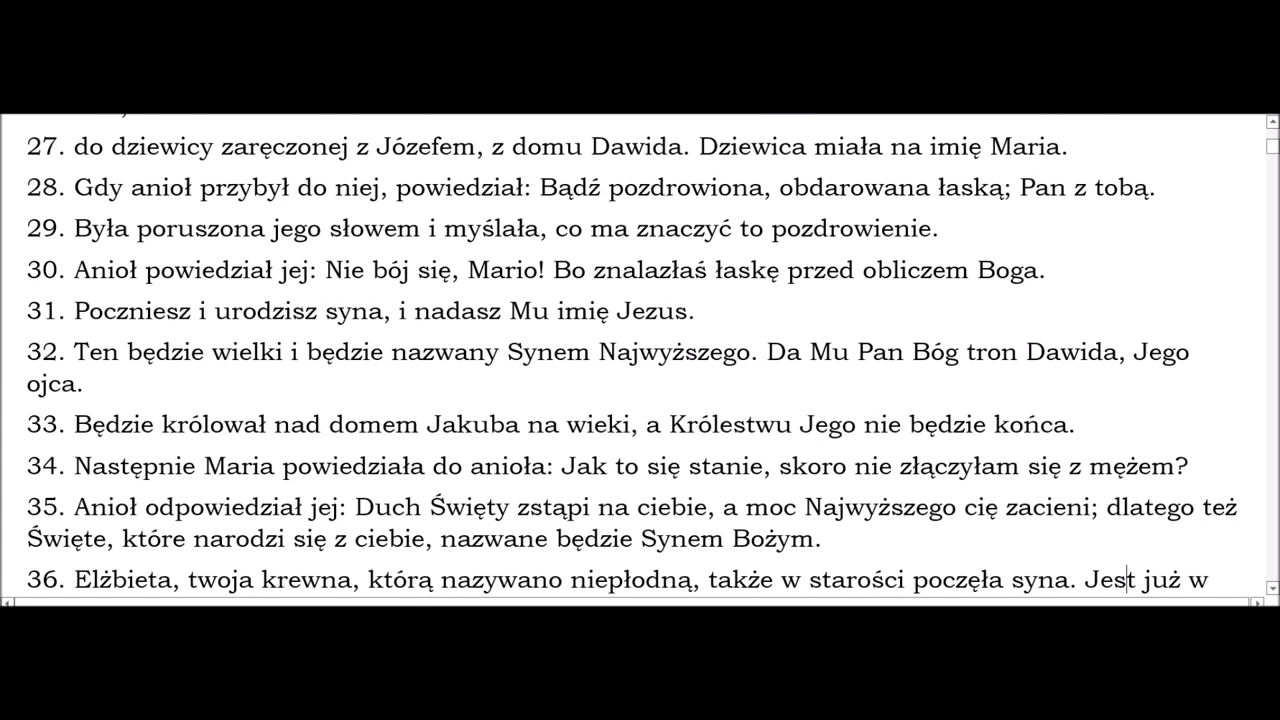 27. do dziewicy zaręczonej z Józefem, z domu Dawida. Dziewica miała na imię Maria.
28. Gdy anioł przybył do niej, powiedział: Bądź pozdrowiona, obdarowana łaską; Pan z tobą.
29. Była poruszona jego słowem i myślała, co ma znaczyć to pozdrowienie.
30. Anioł powiedział jej: Nie bój się, Mario! Bo znalazłaś łaskę przed obliczem Boga.
31. Poczniesz i urodzisz syna, i nadasz Mu imię Jezus.
32. Ten będzie wielki i będzie nazwany Synem Najwyższego. Da Mu Pan Bóg tron Dawida, Jego
ojca.
33. Będzie królował nad domem Jakuba na wieki, a Królestwu Jego nie będzie końca.
34. Następnie Maria powiedziała do anioła: Jak to się stanie, skoro nie złączyłam się z mężem?
35. Anioł odpowiedział jej: Duch Święty zstąpi na ciebie, a moc Najwyższego cię zacieni; dlatego też
Święte, które narodzi się z ciebie, nazwane będzie Synem Bożym.
36. Elżbieta, twoja krewna, którą nazywano niepłodną, także w starości poczęła syna. Jest już w